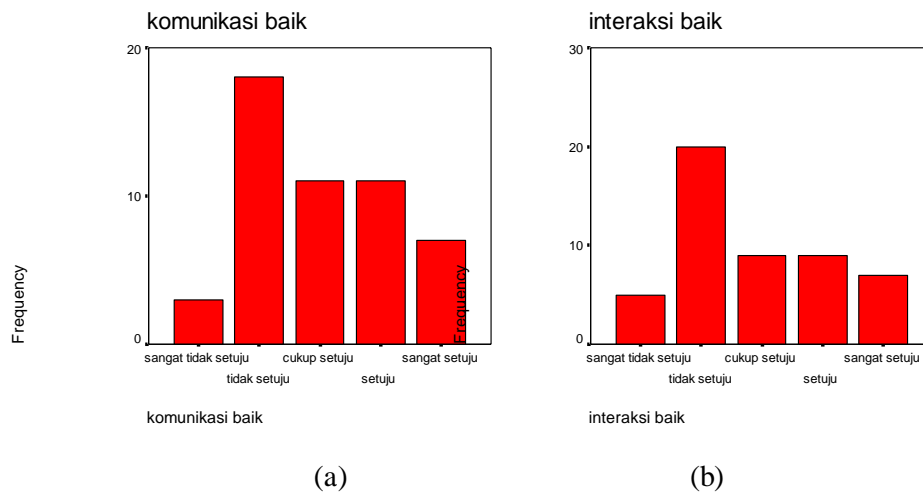 komunikasi baik
20
10
0
Frequency
sangat tidak setuju
tidak setuju
cukup setuju
setuju
sangat setuju
komunikasi baik
(a)
interaksi baik
30
20
10
0
Frequency
sangat tidak setuju
tidak setuju
cukup setuju
setuju
sangat setuju
interaksi baik
(b)